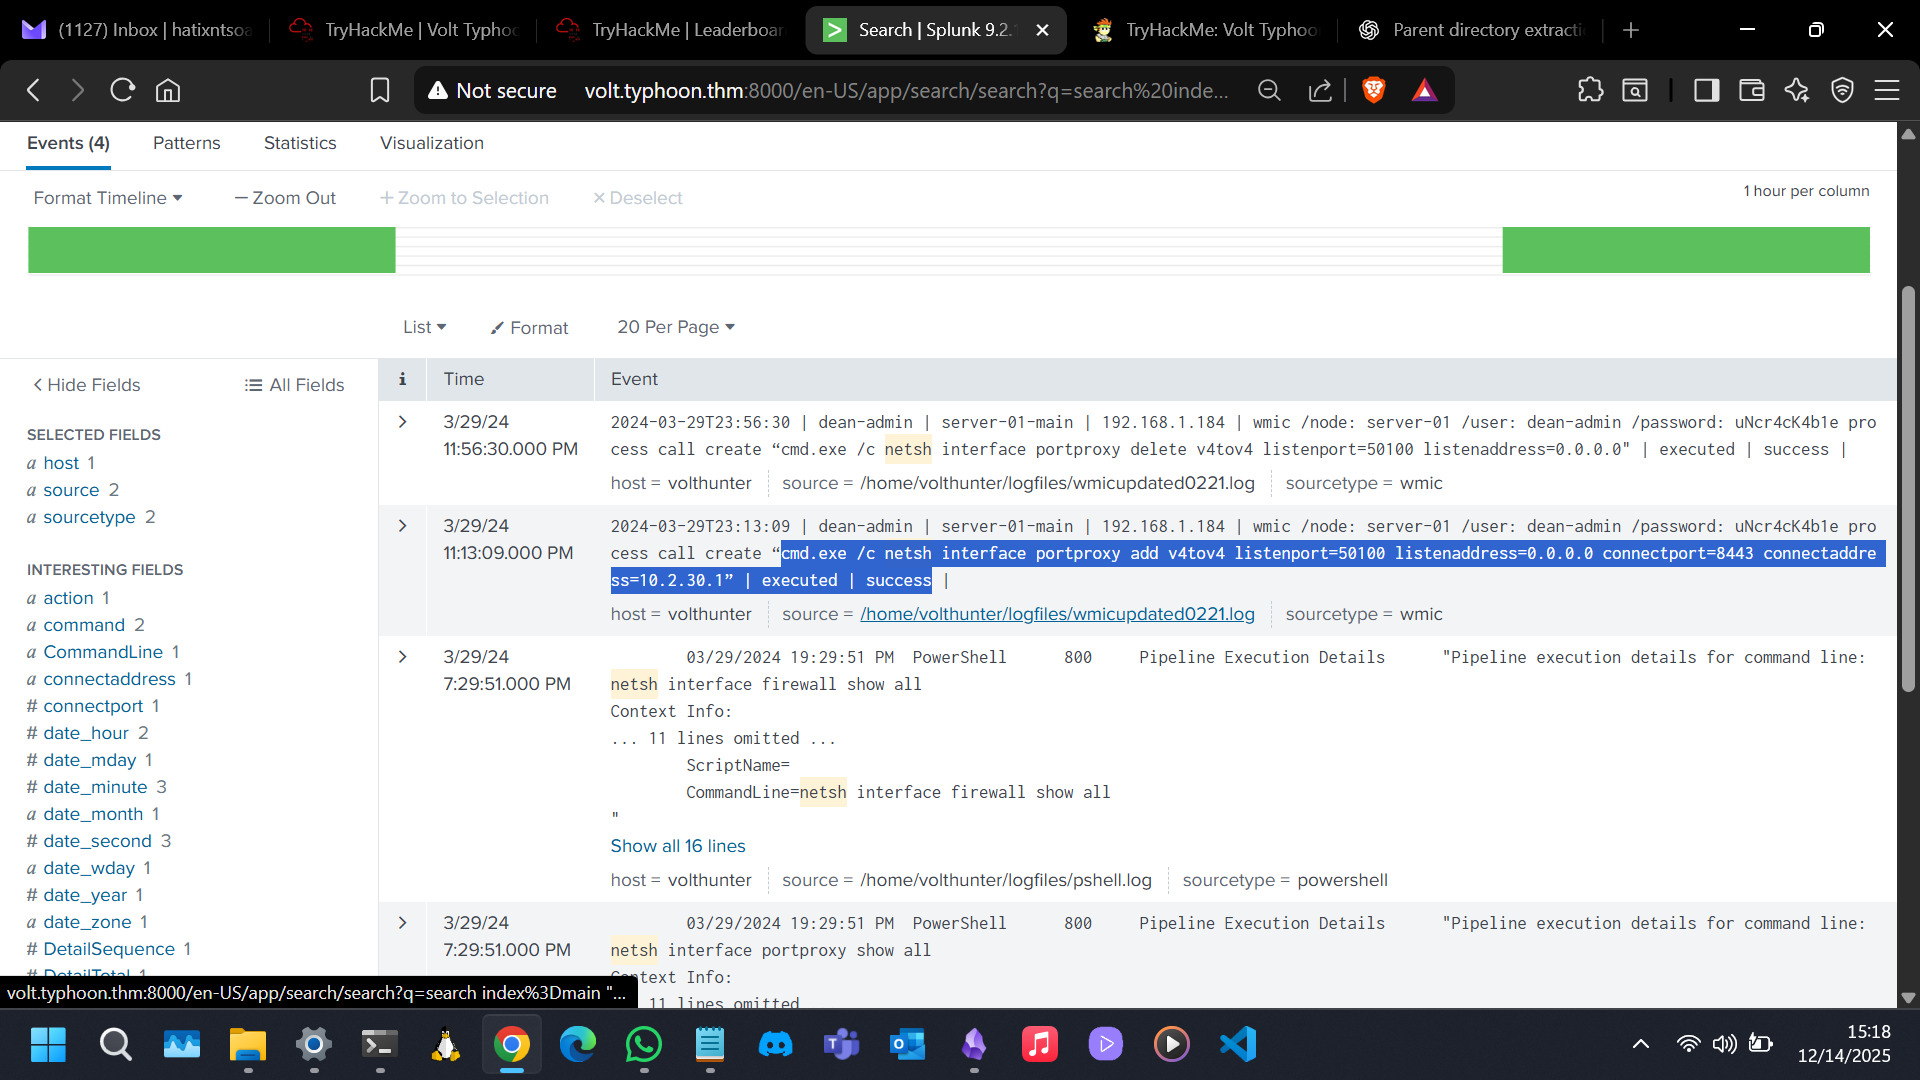 (1127) Inbox | hatixntsoa
TryHackMe | Volt Typhoo
TryHackMe | Leaderboar
Search | Splunk 9.2.
TryHackMe: Volt Typhoo
Parent directory extracti
Not secure volt.typhoon.thm:8000/en-US/app/search/search?q=search%20inde...
Events (4) Patterns Statistics Visualization
Format Timeline Zoom Out + Zoom to Selection × Deselect
1 hour per column
List Format 20 Per Page
Hide Fields All Fields
SELECTED FIELDS
a host 1
a source 2
a sourcetype 2
INTERESTING FIELDS
a action 1
a command 2
a CommandLine 1
a connectaddress 1
# connectport 1
# date_hour 2
# date_mday 1
# date_minute 3
a date_month 1
# date_second 3
a date_wday 1
# date_year 1
a date_zone 1
# DetailSequence 1
# DetailTotal 1
i Time Event
3/29/24
11:56:30.000 PM
2024-03-29T23:56:30 | dean-admin | server-01-main | 192.168.1.184 | wmic /node: server-01 /user: dean-admin /password: uNcr4cK4b1e pro
cess call create “cmd.exe /c netsh interface portproxy delete v4tov4 listenport=50100 listenaddress=0.0.0.0" | executed | success |
host = volthunter source = /home/volthunter/logfiles/wmicupdated0221.log sourcetype = wmic
3/29/24
11:13:09.000 PM
2024-03-29T23:13:09 | dean-admin | server-01-main | 192.168.1.184 | wmic /node: server-01 /user: dean-admin /password: uNcr4cK4b1e pro
cess call create “cmd.exe /c netsh interface portproxy add v4tov4 listenport=50100 listenaddress=0.0.0.0 connectport=8443 connectaddre
ss=10.2.30.1” | executed | success |
host = volthunter source = /home/volthunter/logfiles/wmicupdated0221.log sourcetype = wmic
3/29/24
7:29:51.000 PM
03/29/2024 19:29:51 PM PowerShell 800 Pipeline Execution Details "Pipeline execution details for command line:
netsh interface firewall show all
Context Info:
... 11 lines omitted ...
ScriptName=
CommandLine=netsh interface firewall show all
"
Show all 16 lines
host = volthunter source = /home/volthunter/logfiles/pshell.log sourcetype = powershell
3/29/24
7:29:51.000 PM
03/29/2024 19:29:51 PM PowerShell 800 Pipeline Execution Details "Pipeline execution details for command line:
netsh interface portproxy show all
ntext Info:
11 lines omitted
volt.typhoon.thm:8000/en-US/app/search/search?q=search index%3Dmain "...
15:18
12/14/2025